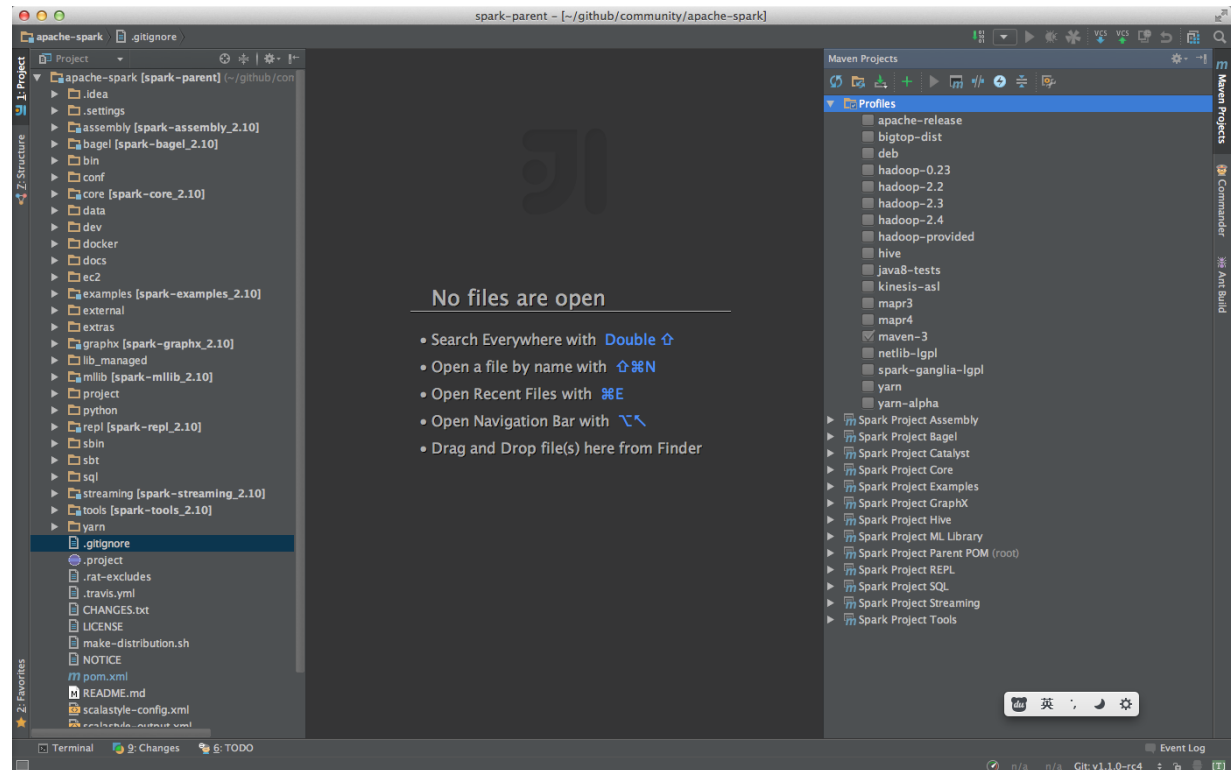 spark-parent – [~/github/community/apache-spark]
apache-spark
.gitignore
1: Project
Z: Structure
2: Favorites
Project
apache-spark [spark-parent] (~/github/con
.idea
.settings
assembly [spark-assembly_2.10]
bagel [spark-bagel_2.10]
bin
conf
core [spark-core_2.10]
data
dev
docker
docs
ec2
examples [spark-examples_2.10]
external
extras
graphx [spark-graphx_2.10]
lib_managed
mllib [spark-mllib_2.10]
project
python
repl [spark-repl_2.10]
sbin
sbt
sql
streaming [spark-streaming_2.10]
tools [spark-tools_2.10]
yarn
.gitignore
.project
.rat-excludes
.travis.yml
CHANGES.txt
LICENSE
make-distribution.sh
NOTICE
pom.xml
README.md
scalastyle-config.xml
scalastyle-output.xml
No files are open
• Search Everywhere with Double ⇧
• Open a file by name with ⇧⌘N
• Open Recent Files with ⌘E
• Open Navigation Bar with ⌥↖
• Drag and Drop file(s) here from Finder
VCS VCS
Maven Projects
Profiles
apache-release
bigtop-dist
deb
hadoop-0.23
hadoop-2.2
hadoop-2.3
hadoop-2.4
hadoop-provided
hive
java8-tests
kinesis-asl
mapr3
mapr4
maven-3
netlib-lgpl
spark-ganglia-lgpl
yarn
yarn-alpha
Spark Project Assembly
Spark Project Bagel
Spark Project Catalyst
Spark Project Core
Spark Project Examples
Spark Project GraphX
Spark Project Hive
Spark Project ML Library
Spark Project Parent POM (root)
Spark Project REPL
Spark Project SQL
Spark Project Streaming
Spark Project Tools
Maven Projects
Commander
Ant Build
du 英
Terminal
9: Changes
6: TODO
Event Log
n/a n/a Git: v1.1.0-rc4 [T]